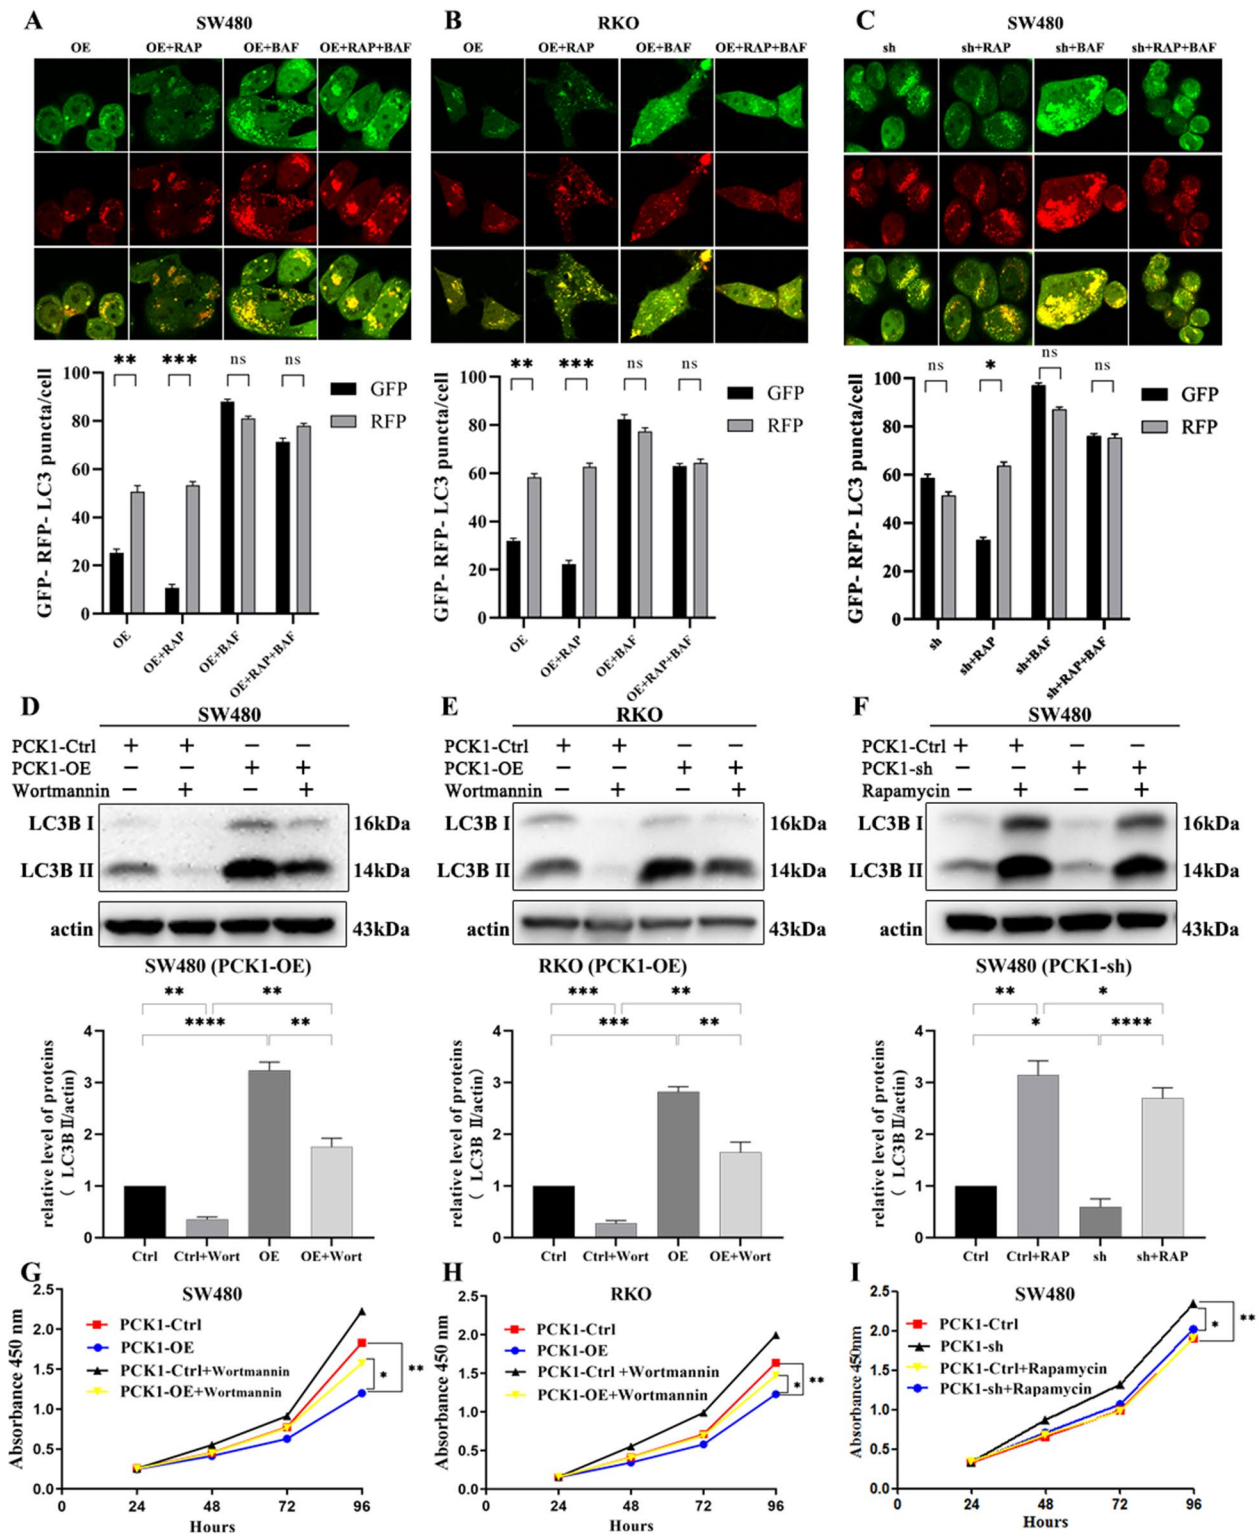 A
SW480
OE OE+RAP OE+BAF OE+RAP+BAF
B
RKO
OE OE+RAP OE+BAF OE+RAP+BAF
C
SW480
sh sh+RAP sh+BAF sh+RAP+BAF
** *** ns ns
GFP
RFP
GFP- RFP- LC3 puncta/cell
100
80
60
40
20
0
OE OE+RAP OE+BAF OE+RAP+BAF
** *** ns ns
GFP
RFP
GFP- RFP- LC3 puncta/cell
100
80
60
40
20
0
OE OE+RAP OE+BAF OE+RAP+BAF
ns * ns ns
GFP
RFP
GFP- RFP- LC3 puncta/cell
100
80
60
40
20
0
sh sh+RAP sh+BAF sh+RAP+BAF
D
SW480
PCK1-Ctrl + + − −
PCK1-OE − − + +
Wortmannin − + − +
LC3B I 16kDa
LC3B II 14kDa
actin 43kDa
E
RKO
PCK1-Ctrl + + − −
PCK1-OE − − + +
Wortmannin − + − +
LC3B I 16kDa
LC3B II 14kDa
actin 43kDa
F
SW480
PCK1-Ctrl + + − −
PCK1-sh − − + +
Rapamycin − + − +
LC3B I 16kDa
LC3B II 14kDa
actin 43kDa
SW480 (PCK1-OE)
** **
**** **
relative level of proteins
( LC3B Ⅱ/actin)
4
3
2
1
0
Ctrl Ctrl+Wort OE OE+Wort
RKO (PCK1-OE)
*** **
*** **
relative level of proteins
( LC3B Ⅱ/actin)
4
3
2
1
0
Ctrl Ctrl+Wort OE OE+Wort
SW480 (PCK1-sh)
** *
* ****
relative level of proteins
( LC3B Ⅱ/actin)
4
3
2
1
0
Ctrl Ctrl+RAP sh sh+RAP
G
SW480
PCK1-Ctrl
PCK1-OE
PCK1-Ctrl+Wortmannin
PCK1-OE+Wortmannin
* **
Absorbance 450 nm
2.5
2.0
1.5
1.0
0.5
0.0
0 24 48 72 96
Hours
H
RKO
PCK1-Ctrl
PCK1-OE
PCK1-Ctrl +Wortmannin
PCK1-OE+Wortmannin
* **
Absorbance 450 nm
2.5
2.0
1.5
1.0
0.5
0.0
0 24 48 72 96
Hours
I
SW480
PCK1-Ctrl
PCK1-sh
PCK1-Ctrl+Rapamycin
PCK1-sh+Rapamycin
* **
Absorbance 450nm
2.5
2.0
1.5
1.0
0.5
0.0
0 24 48 72 96
Hours